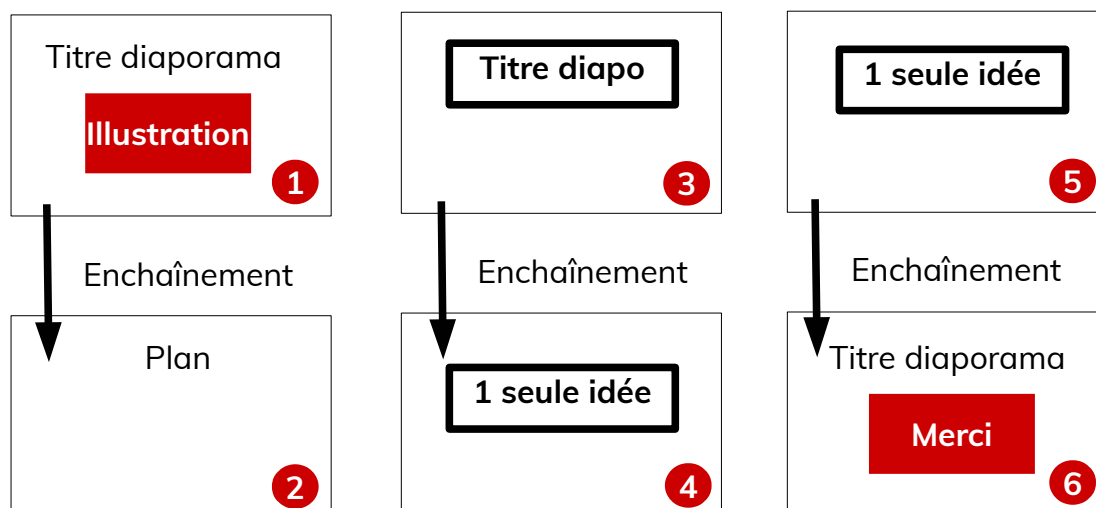 Titre diaporama
Illustration
1
Enchaînement
Plan
2
Titre diapo
3
Enchaînement
1 seule idée
4
1 seule idée
5
Enchaînement
Titre diaporama
Merci
6